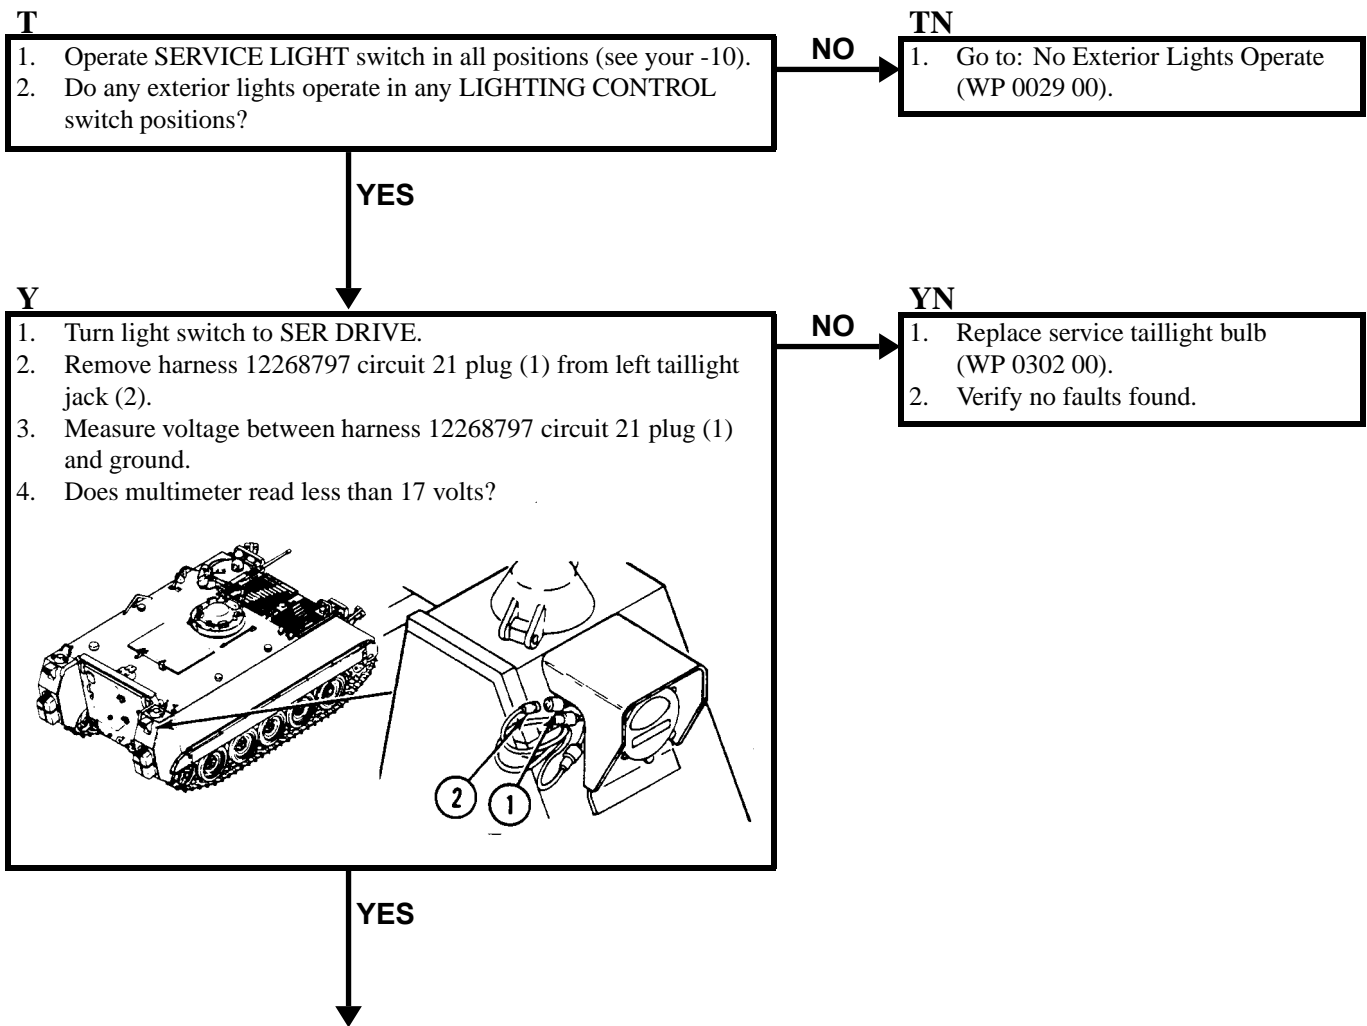 T
1. Operate SERVICE LIGHT switch in all positions (see your -10).
2. Do any exterior lights operate in any LIGHTING CONTROL
switch positions?
NO
TN
1. Go to: No Exterior Lights Operate
(WP 0029 00).
YES
Y
1. Turn light switch to SER DRIVE.
2. Remove harness 12268797 circuit 21 plug (1) from left taillight
jack (2).
3. Measure voltage between harness 12268797 circuit 21 plug (1)
and ground.
4. Does multimeter read less than 17 volts?
2
1
NO
YN
1. Replace service taillight bulb
(WP 0302 00).
2. Verify no faults found.
YES